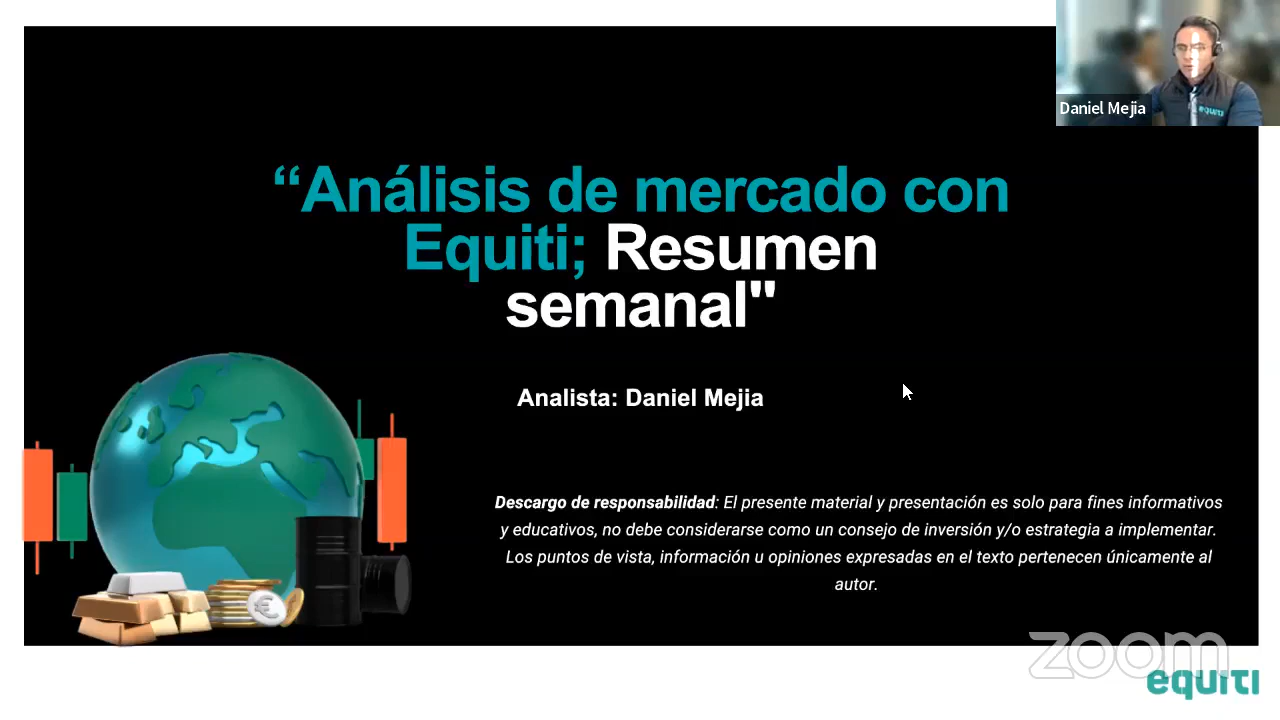 Daniel Mejia
equiti
“Análisis de mercado con
Equiti; Resumen
semanal"
Analista: Daniel Mejia
Descargo de responsabilidad: El presente material y presentación es solo para fines informativos
y educativos, no debe considerarse como un consejo de inversión y/o estrategia a implementar.
Los puntos de vista, información u opiniones expresadas en el texto pertenecen únicamente al
autor.
zoom
equiti